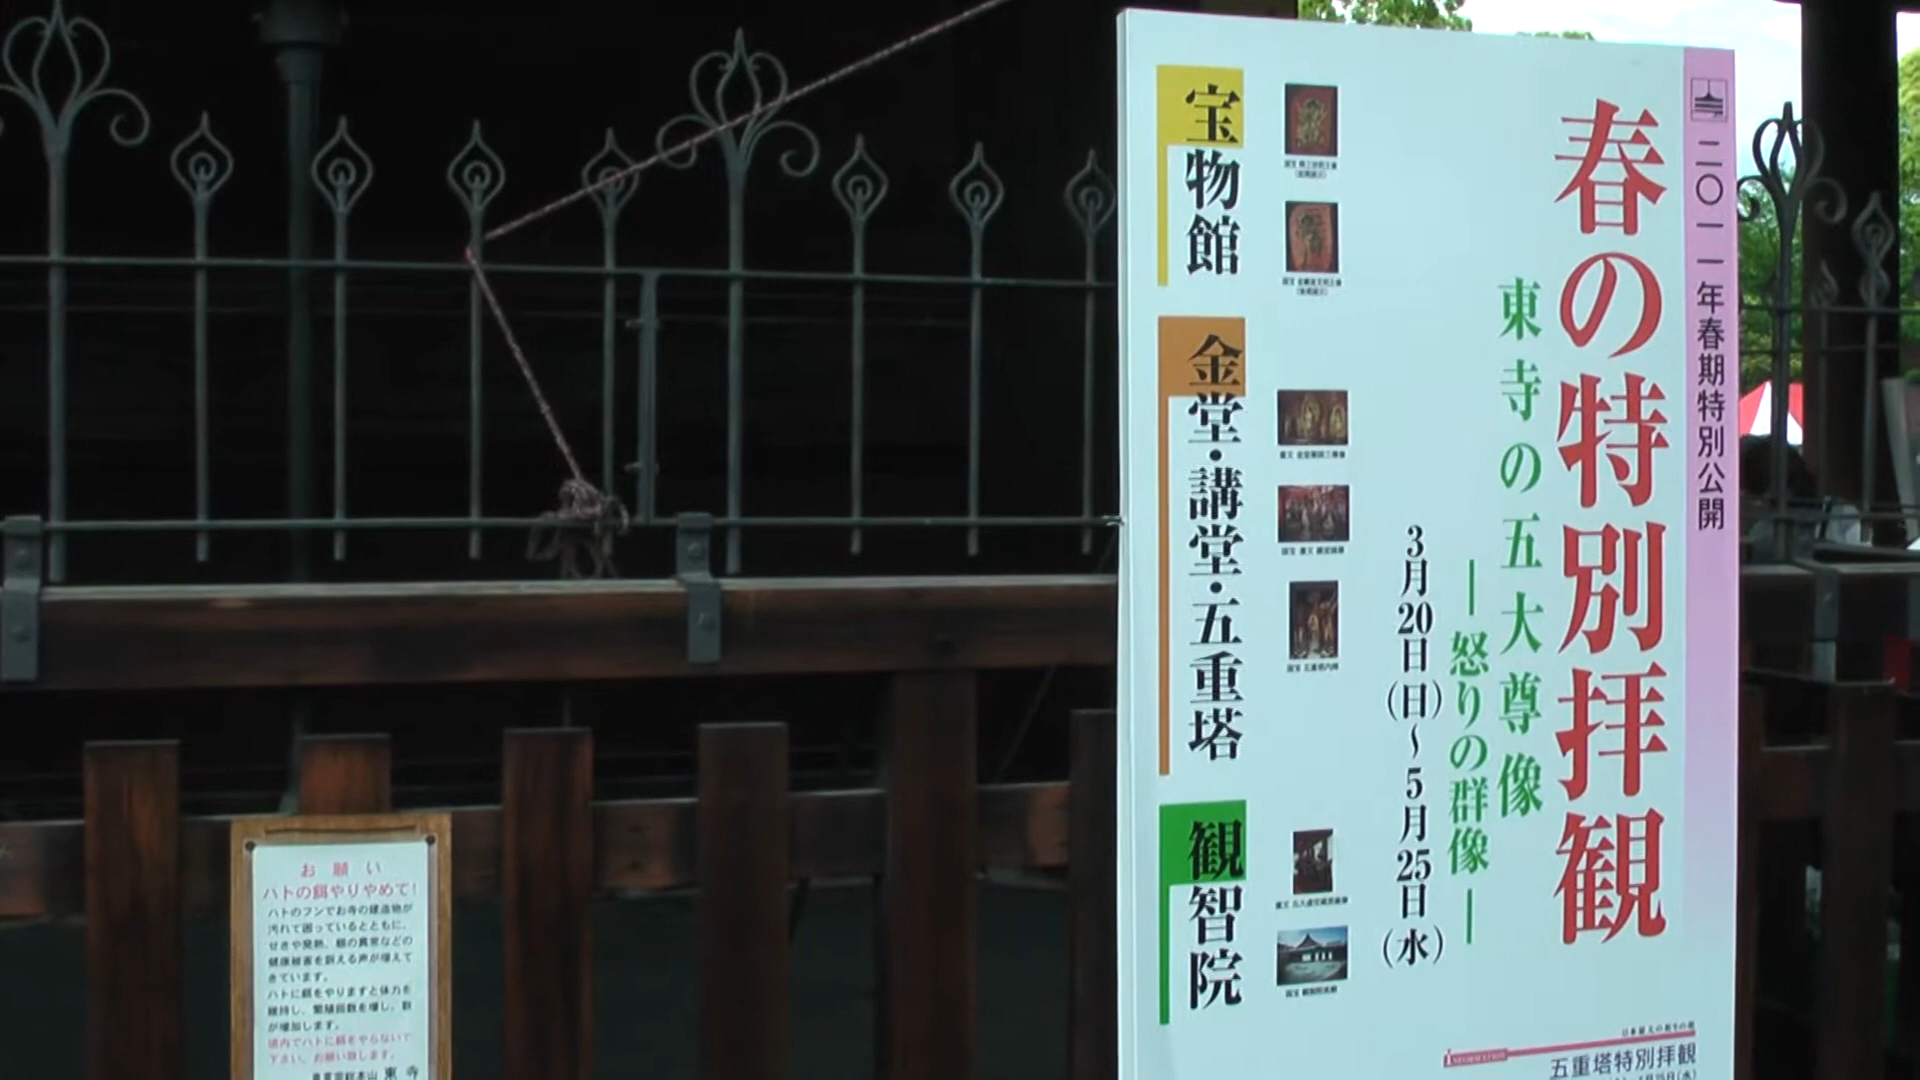 二〇一一年春期特別公開
春の特別拝観
東寺の五大尊像
―怒りの群像―
3月20日(日)~5月25日(水)
宝物館
金堂・講堂・五重塔
観智院
五重塔特別拝観
お願い
ハトの餌やりやめて!
ハトのフンでお寺の建造物が
汚れて困っているとともに、
せきや発熱、頭の異常などの
健康被害を訴える声が増えて
きています。
ハトに餌をやりますと体力を
維持し、繁殖回数を増し、数
が増加します。
境内でハトに餌をやらないで
下さい。お願い致します。
東寺